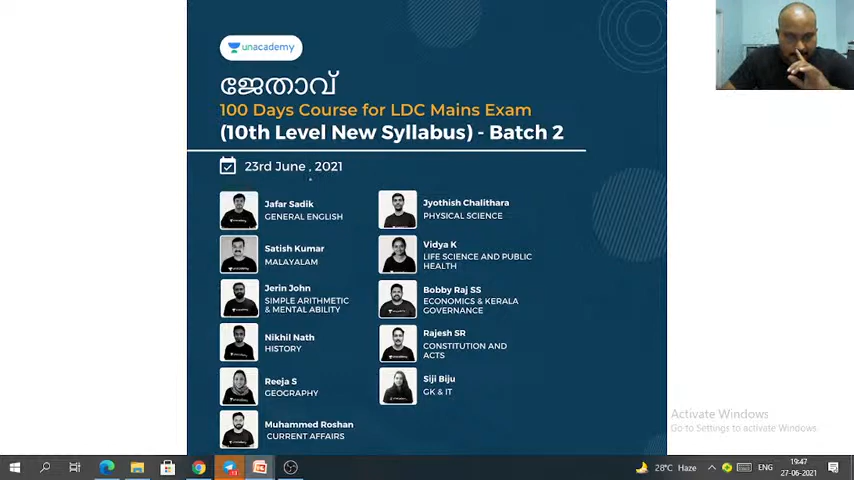 unacademy
ജേതാവ്
100 Days Course for LDC Mains Exam
(10th Level New Syllabus) - Batch 2
23rd June , 2021
Jafar Sadik
GENERAL ENGLISH
Satish Kumar
MALAYALAM
Jerin John
SIMPLE ARITHMETIC
& MENTAL ABILITY
Nikhil Nath
HISTORY
Reeja S
GEOGRAPHY
Muhammed Roshan
CURRENT AFFAIRS
Jyothish Chalithara
PHYSICAL SCIENCE
Vidya K
LIFE SCIENCE AND PUBLIC
HEALTH
Bobby Raj SS
ECONOMICS & KERALA
GOVERNANCE
Rajesh SR
CONSTITUTION AND
ACTS
Siji Biju
GK & IT
Activate Windows
Go to Settings to activate Windows.
28°C Haze
ENG
19:47
27-06-2021